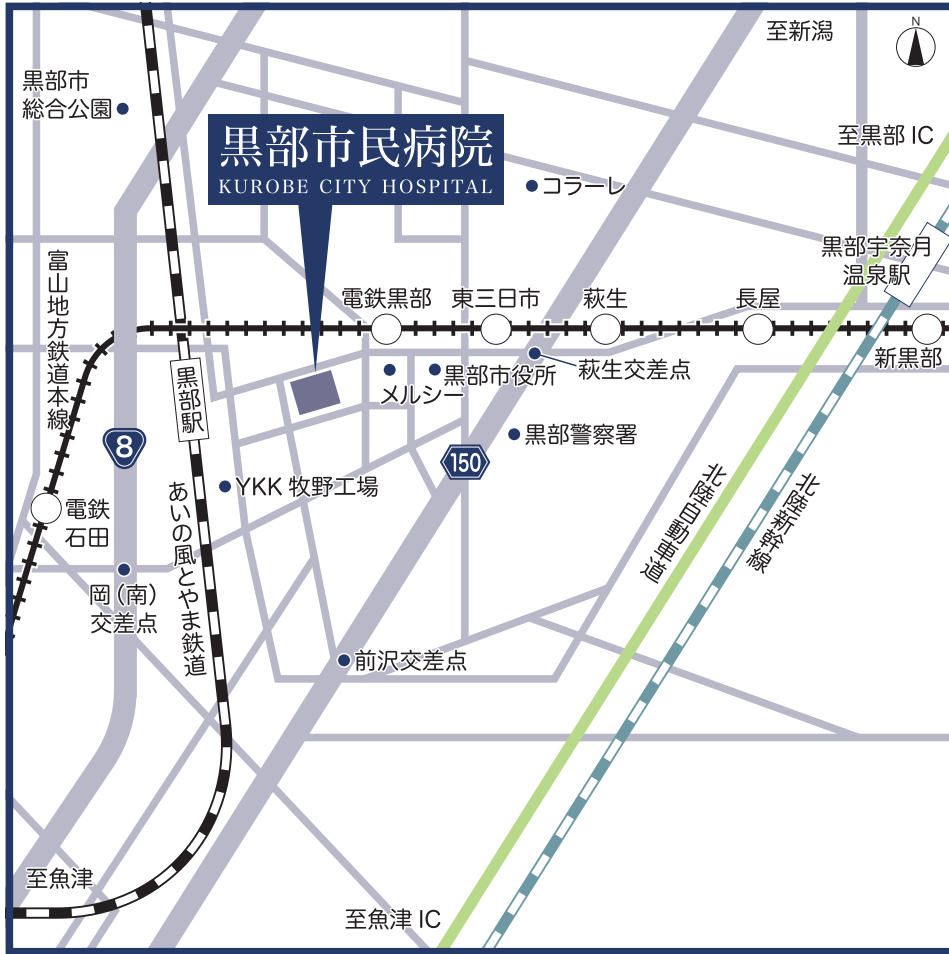 N
至新潟
黒部市
総合公園
至黒部 IC
黒部市民病院
KUROBE CITY HOSPITAL
コラーレ
黒部宇奈月
温泉駅
富山地方鉄道本線
電鉄黒部
東三日市
萩生
長屋
新黒部
黒部駅
メルシー
黒部市役所
萩生交差点
8
黒部警察署
150
YKK 牧野工場
北陸自動車道
北陸新幹線
電鉄
石田
あいの風とやま鉄道
岡（南）
交差点
前沢交差点
至魚津
至魚津 IC